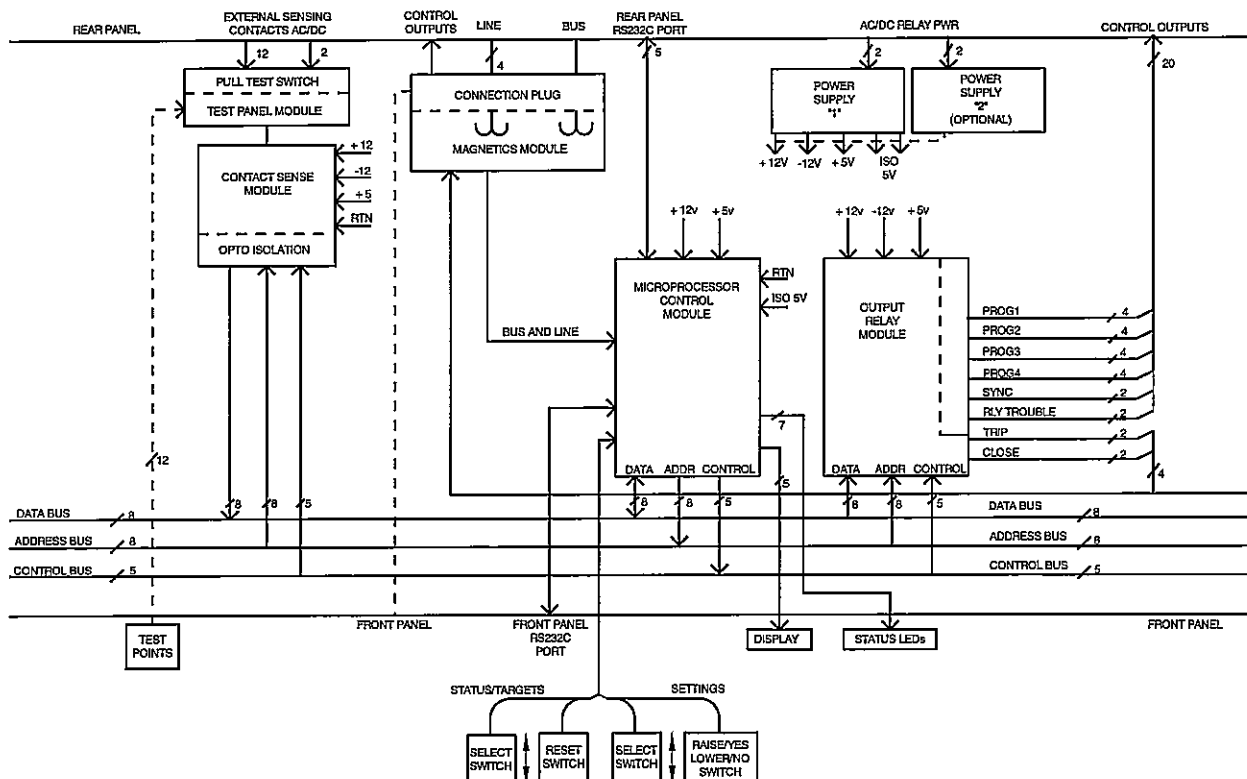 REAR PANEL
EXTERNAL SENSING
CONTACTS AC/DC
CONTROL
OUTPUTS
LINE
BUS
REAR PANEL
RS232C PORT
AC/DC RELAY PWR
CONTROL OUTPUTS
12
2
4
5
2
2
20
PULL TEST SWITCH
TEST PANEL MODULE
CONNECTION PLUG
MAGNETICS MODULE
POWER
SUPPLY
"1"
POWER
SUPPLY
"2"
(OPTIONAL)
+12V
-12V
+5V
ISO
5V
CONTACT SENSE
MODULE
OPTO ISOLATION
+12
-12
+5
RTN
+12v
+5v
+12v
-12v
+5v
MICROPROCESSOR
CONTROL
MODULE
RTN
ISO 5V
BUS AND LINE
OUTPUT
RELAY
MODULE
PROG1
4
PROG2
4
PROG3
4
PROG4
4
SYNC
2
RLY TROUBLE
2
TRIP
2
CLOSE
2
7
5
4
12
DATA
ADDR
CONTROL
DATA
ADDR
CONTROL
8
8
5
8
8
5
8
8
5
DATA BUS
8
DATA BUS
8
ADDRESS BUS
8
ADDRESS BUS
8
CONTROL BUS
5
CONTROL BUS
5
FRONT PANEL
FRONT PANEL
RS232C
PORT
FRONT PANEL
TEST
POINTS
DISPLAY
STATUS LEDs
STATUS/TARGETS
SETTINGS
SELECT
SWITCH
RESET
SWITCH
SELECT
SWITCH
RAISE/YES
LOWER/NO
SWITCH